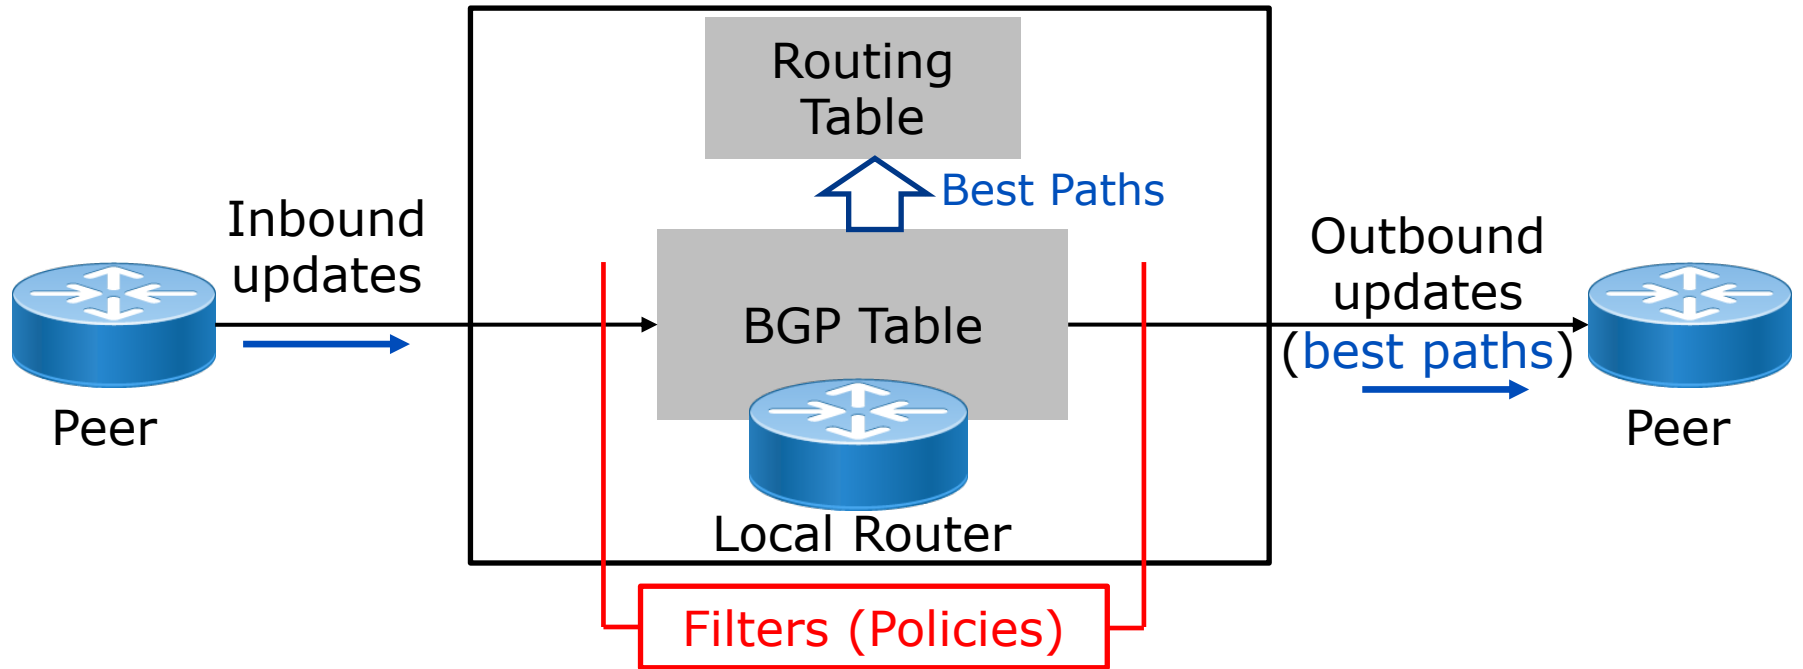 Routing
Table
Best Paths
Inbound
updates
Outbound
updates
(best paths)
BGP Table
Peer
Peer
Local Router
Filters (Policies)